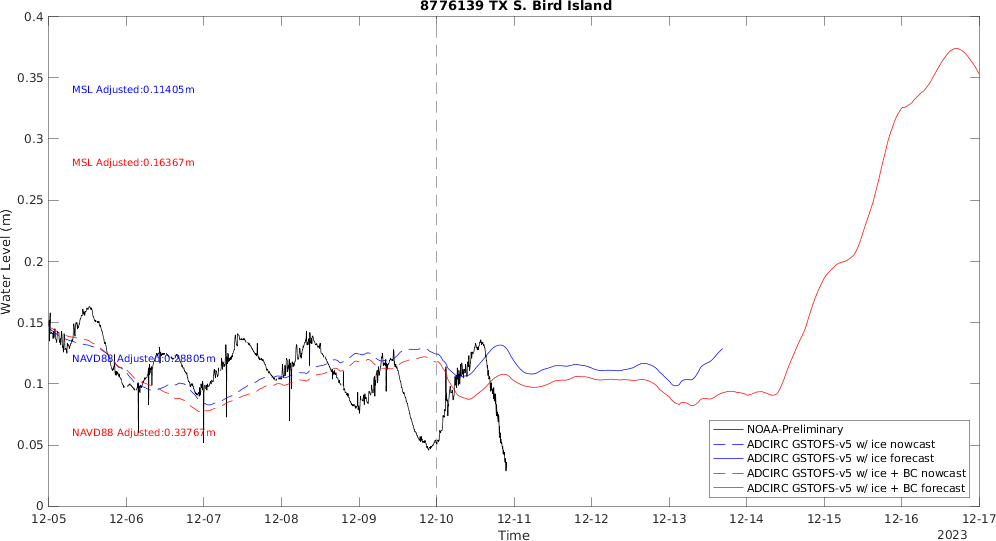 8776139 TX S. Bird Island
0.4
0.35
0.3
0.25
0.2
0.15
0.1
0.05
0
Water Level (m)
MSL Adjusted:0.11405m
MSL Adjusted:0.16367m
NAVD88 Adjusted:0.28805m
NAVD88 Adjusted:0.33767m
NOAA-Preliminary
ADCIRC GSTOFS-v5 w/ ice nowcast
ADCIRC GSTOFS-v5 w/ ice forecast
ADCIRC GSTOFS-v5 w/ ice + BC nowcast
ADCIRC GSTOFS-v5 w/ ice + BC forecast
12-05 12-06 12-07 12-08 12-09 12-10 12-11 12-12 12-13 12-14 12-15 12-16 12-17
Time
2023